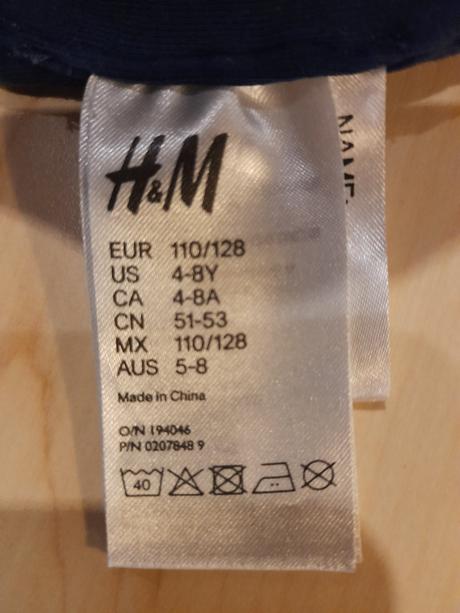 H&M
EUR 110/128
US 4-8Y
CA 4-8A
CN 51-53
MX 110/128
AUS 5-8
Made in China
O/N 194046
P/N 0207848 9
40
NAME: